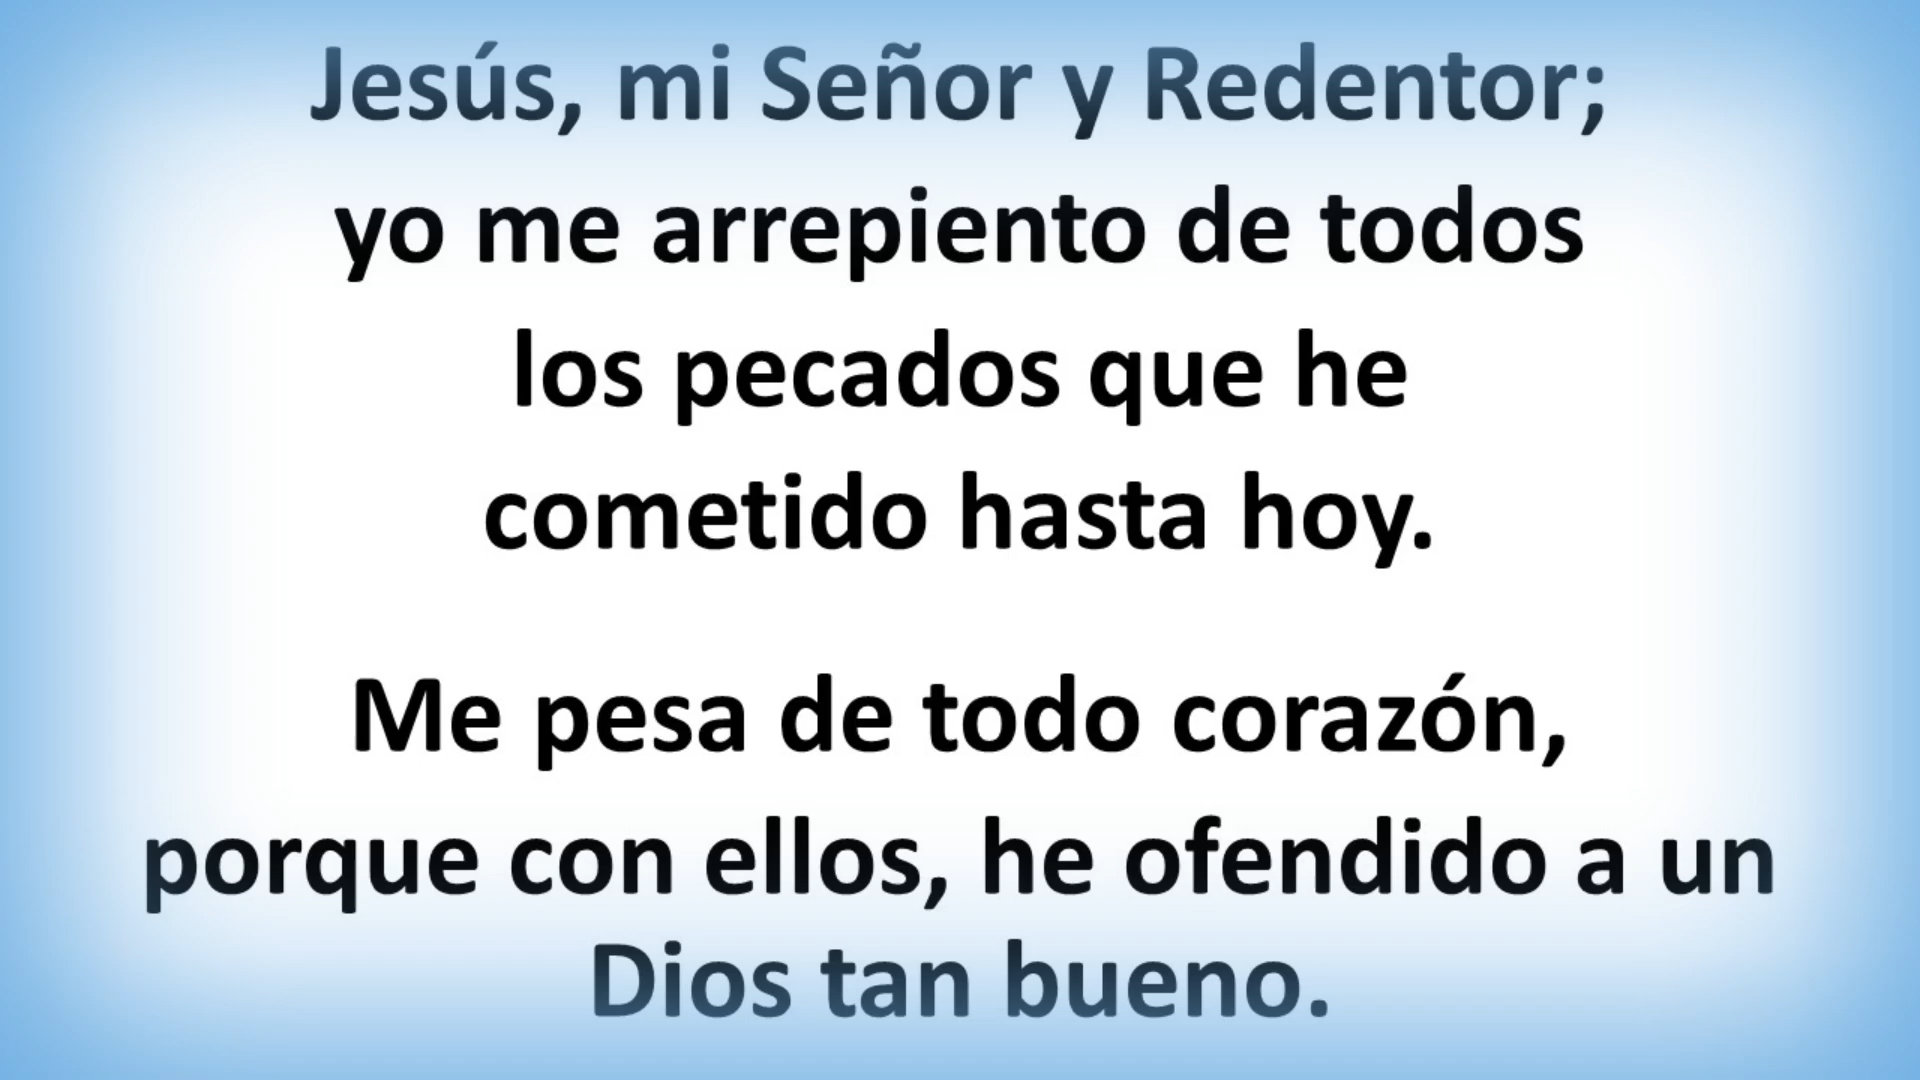 Jesús, mi Señor y Redentor;
yo me arrepiento de todos
los pecados que he
cometido hasta hoy.
Me pesa de todo corazón,
porque con ellos, he ofendido a un
Dios tan bueno.